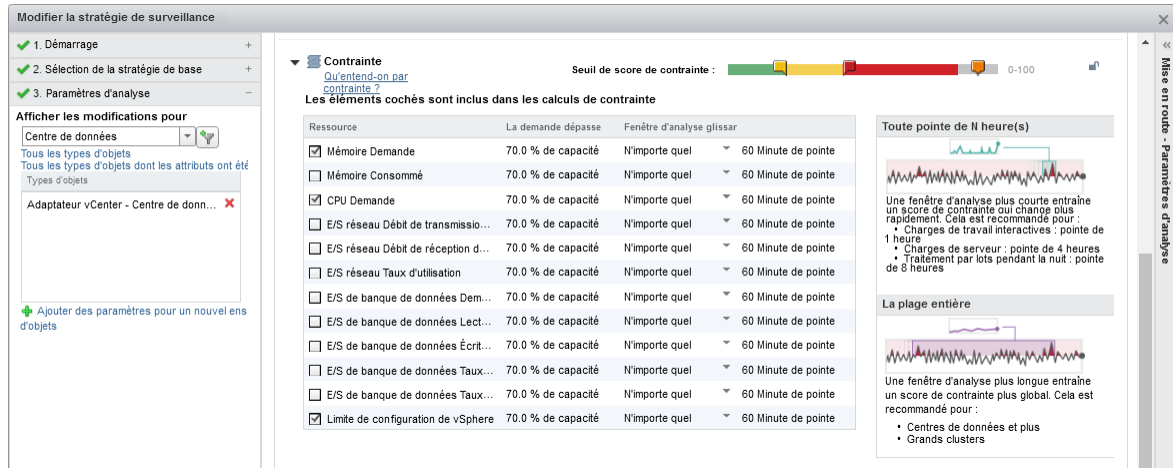 Modifier la stratégie de surveillance
1. Démarrage
2. Sélection de la stratégie de base
3. Paramètres d'analyse
Afficher les modifications pour
Centre de données
Tous les types d'objets
Tous les types d'objets dont les attributs ont été
Types d'objets
Adaptateur vCenter - Centre de donn...
Ajouter des paramètres pour un nouvel ens
d'objets
Contrainte
Qu'entend-on par
contrainte ?
Seuil de score de contrainte :
0-100
Les éléments cochés sont inclus dans les calculs de contrainte
Ressource La demande dépasse Fenêtre d'analyse glissar
Mémoire Demande 70.0 % de capacité N'importe quel 60 Minute de pointe
Mémoire Consommé 70.0 % de capacité N'importe quel 60 Minute de pointe
CPU Demande 70.0 % de capacité N'importe quel 60 Minute de pointe
E/S réseau Débit de transmissio... 70.0 % de capacité N'importe quel 60 Minute de pointe
E/S réseau Débit de réception d... 70.0 % de capacité N'importe quel 60 Minute de pointe
E/S réseau Taux d'utilisation 70.0 % de capacité N'importe quel 60 Minute de pointe
E/S de banque de données Dem... 70.0 % de capacité N'importe quel 60 Minute de pointe
E/S de banque de données Lect... 70.0 % de capacité N'importe quel 60 Minute de pointe
E/S de banque de données Écrit... 70.0 % de capacité N'importe quel 60 Minute de pointe
E/S de banque de données Taux... 70.0 % de capacité N'importe quel 60 Minute de pointe
E/S de banque de données Taux... 70.0 % de capacité N'importe quel 60 Minute de pointe
Limite de configuration de vSphere 70.0 % de capacité N'importe quel 60 Minute de pointe
Toute pointe de N heure(s)
Une fenêtre d'analyse plus courte entraîne
un score de contrainte qui change plus
rapidement. Cela est recommandé pour :
• Charges de travail interactives : pointe de
1 heure
• Charges de serveur : pointe de 4 heures
• Traitement par lots pendant la nuit : pointe
de 8 heures
La plage entière
Une fenêtre d'analyse plus longue entraîne
un score de contrainte plus global. Cela est
recommandé pour :
• Centres de données et plus
• Grands clusters
Mise en route - Paramètres d'analyse